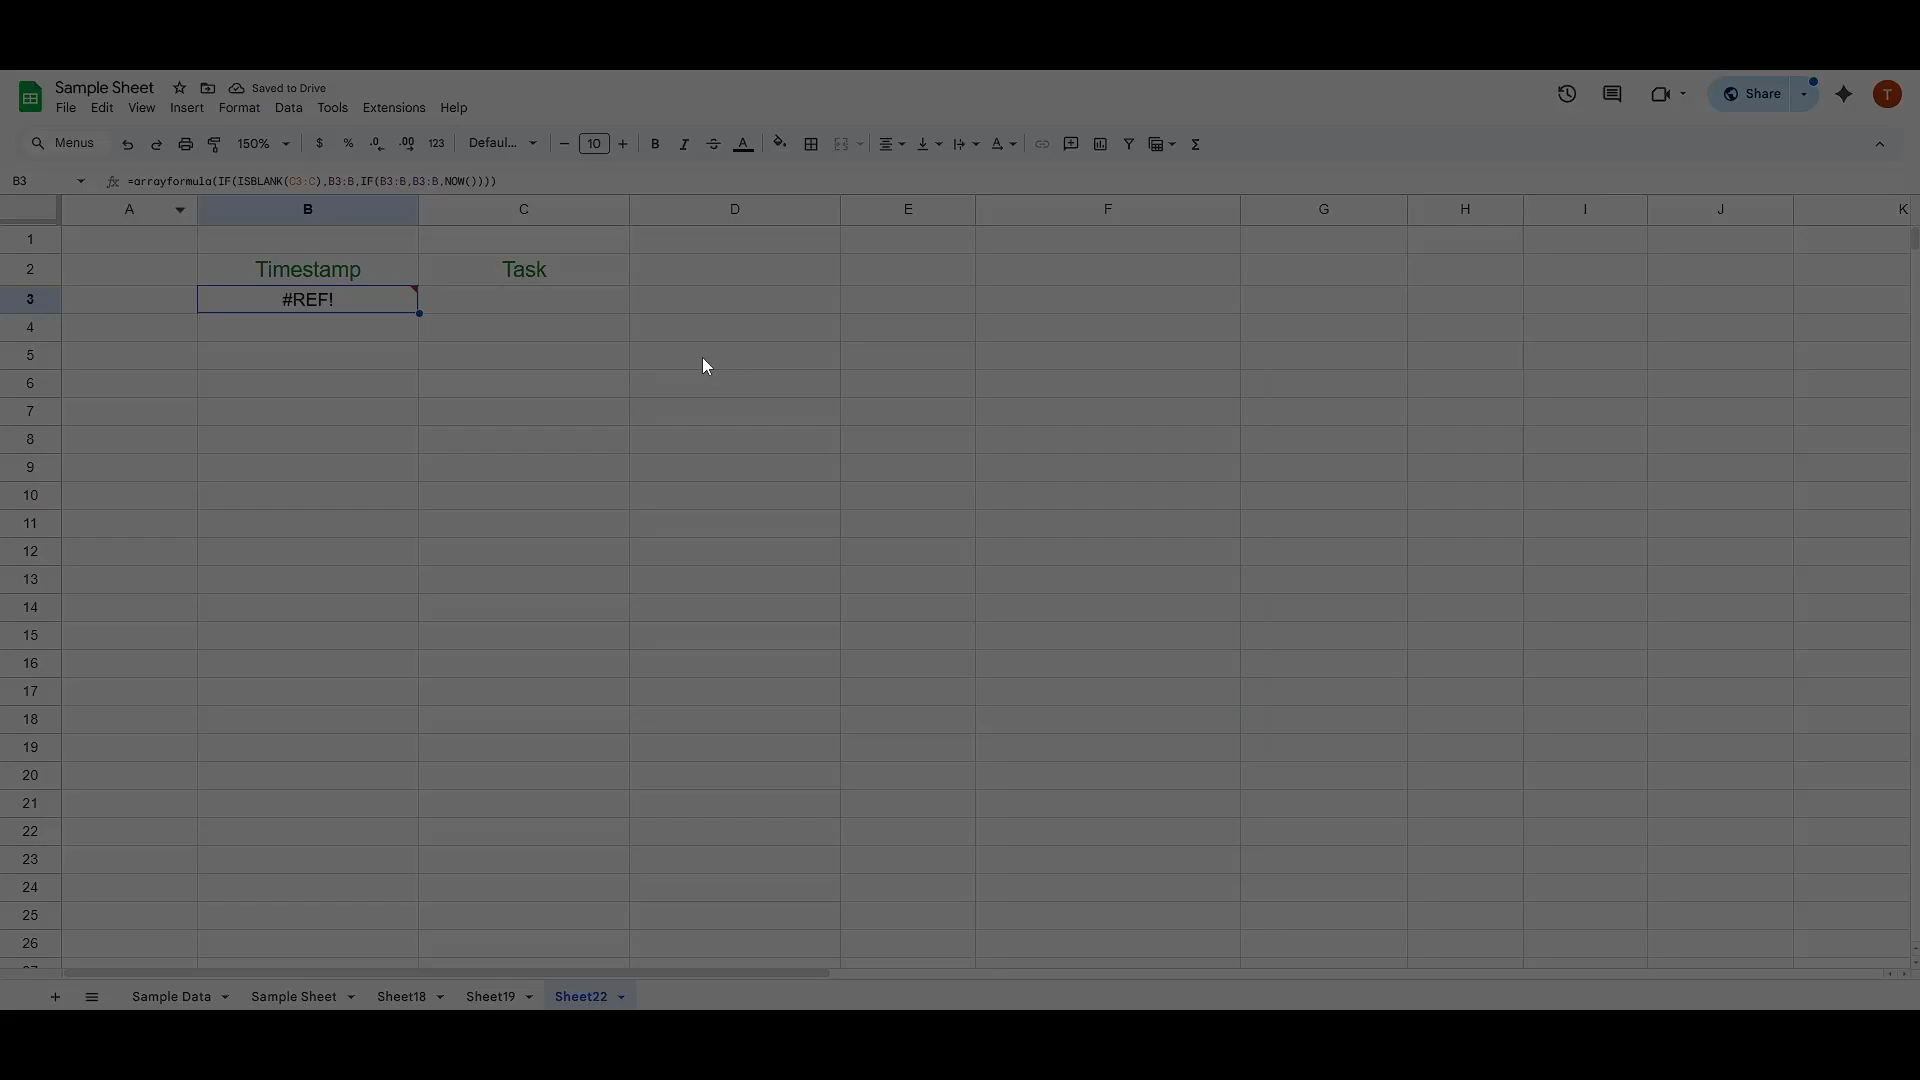 Sample Sheet Saved to Drive
File Edit View Insert Format Data Tools Extensions Help
Share T
Menus 150% $ % .0 .00 123 Defaul... 10 B I S A A Σ
B3 fx =arrayformula(IF(ISBLANK(C3:C),B3:B,IF(B3:B,B3:B,NOW())))
A B C D E F G H I J K
1
2 Timestamp Task
3 #REF!
4
5
6
7
8
9
10
11
12
13
14
15
16
17
18
19
20
21
22
23
24
25
26
27
Sample Data Sample Sheet Sheet18 Sheet19 Sheet22